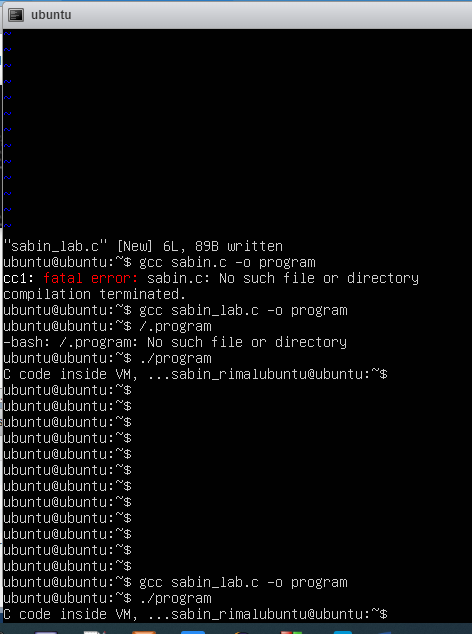 ubuntu
~
~
~
~
~
~
~
~
~
~
~
~
~
"sabin_lab.c" [New] 6L, 89B written
ubuntu@ubuntu:~$ gcc sabin.c -o program
cc1: fatal error: sabin.c: No such file or directory
compilation terminated.
ubuntu@ubuntu:~$ gcc sabin_lab.c -o program
ubuntu@ubuntu:~$ /.program
-bash: /.program: No such file or directory
ubuntu@ubuntu:~$ ./program
C code inside VM, ...sabin_rimalubuntu@ubuntu:~$
ubuntu@ubuntu:~$
ubuntu@ubuntu:~$
ubuntu@ubuntu:~$
ubuntu@ubuntu:~$
ubuntu@ubuntu:~$
ubuntu@ubuntu:~$
ubuntu@ubuntu:~$
ubuntu@ubuntu:~$
ubuntu@ubuntu:~$
ubuntu@ubuntu:~$
ubuntu@ubuntu:~$
ubuntu@ubuntu:~$
ubuntu@ubuntu:~$ gcc sabin_lab.c -o program
ubuntu@ubuntu:~$ ./program
C code inside VM, ...sabin_rimalubuntu@ubuntu:~$